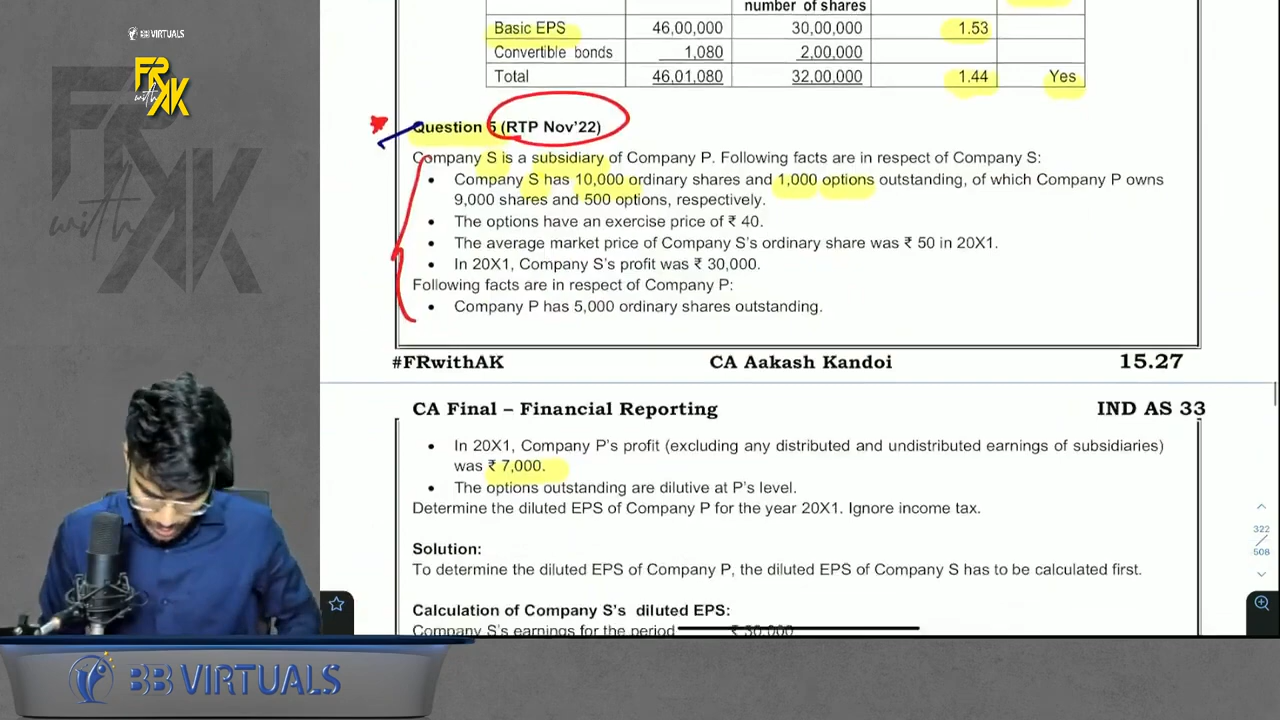 BB VIRTUALS
FR
with
AK
FR
with
AK
number of shares
Basic EPS 46,00,000 30,00,000 1.53
Convertible bonds 1,080 2,00,000
Total 46,01,080 32,00,000 1.44 Yes
Question 5 (RTP Nov'22)
Company S is a subsidiary of Company P. Following facts are in respect of Company S:
• Company S has 10,000 ordinary shares and 1,000 options outstanding, of which Company P owns
9,000 shares and 500 options, respectively.
• The options have an exercise price of ₹ 40.
• The average market price of Company S's ordinary share was ₹ 50 in 20X1.
• In 20X1, Company S's profit was ₹ 30,000.
Following facts are in respect of Company P:
• Company P has 5,000 ordinary shares outstanding.
#FRwithAK CA Aakash Kandoi 15.27
CA Final – Financial Reporting IND AS 33
• In 20X1, Company P's profit (excluding any distributed and undistributed earnings of subsidiaries)
was ₹ 7,000.
• The options outstanding are dilutive at P's level.
Determine the diluted EPS of Company P for the year 20X1. Ignore income tax.
322
/
508
Solution:
To determine the diluted EPS of Company P, the diluted EPS of Company S has to be calculated first.
Calculation of Company S's diluted EPS:
Company S's earnings for the period ₹ 30,000
BB VIRTUALS